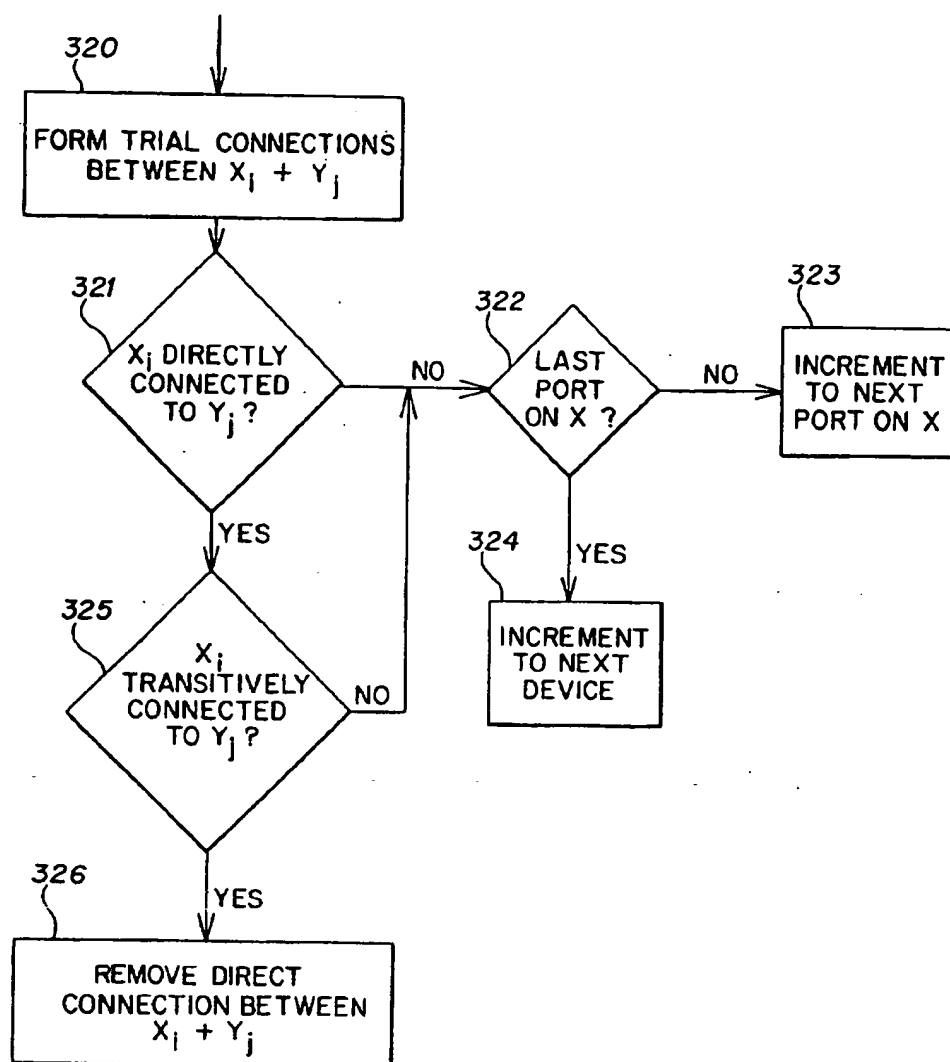 320
FORM TRIAL CONNECTIONS
BETWEEN Xi + Yj
321
Xi DIRECTLY
CONNECTED
TO Yj ?
NO
YES
322
LAST
PORT
ON X ?
NO
YES
323
INCREMENT
TO NEXT
PORT ON X
324
INCREMENT
TO NEXT
DEVICE
325
Xi
TRANSITIVELY
CONNECTED
TO Yj ?
NO
YES
326
REMOVE DIRECT
CONNECTION BETWEEN
Xi + Yj